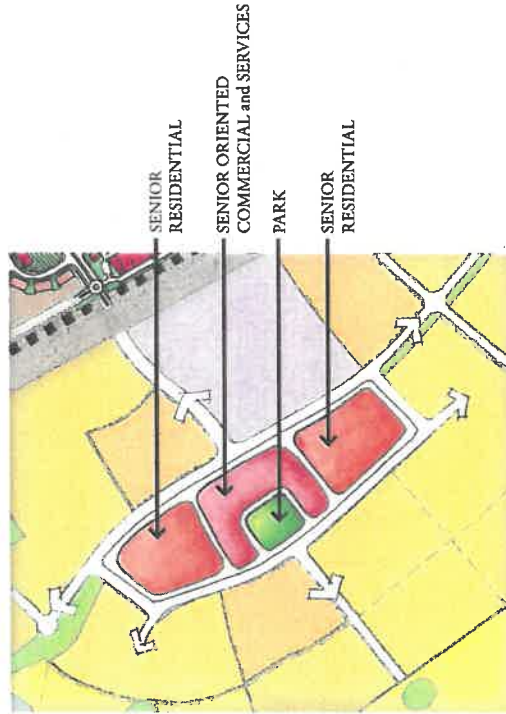 SENIOR
RESIDENTIAL
SENIOR ORIENTED
COMMERCIAL and SERVICES
PARK
SENIOR
RESIDENTIAL